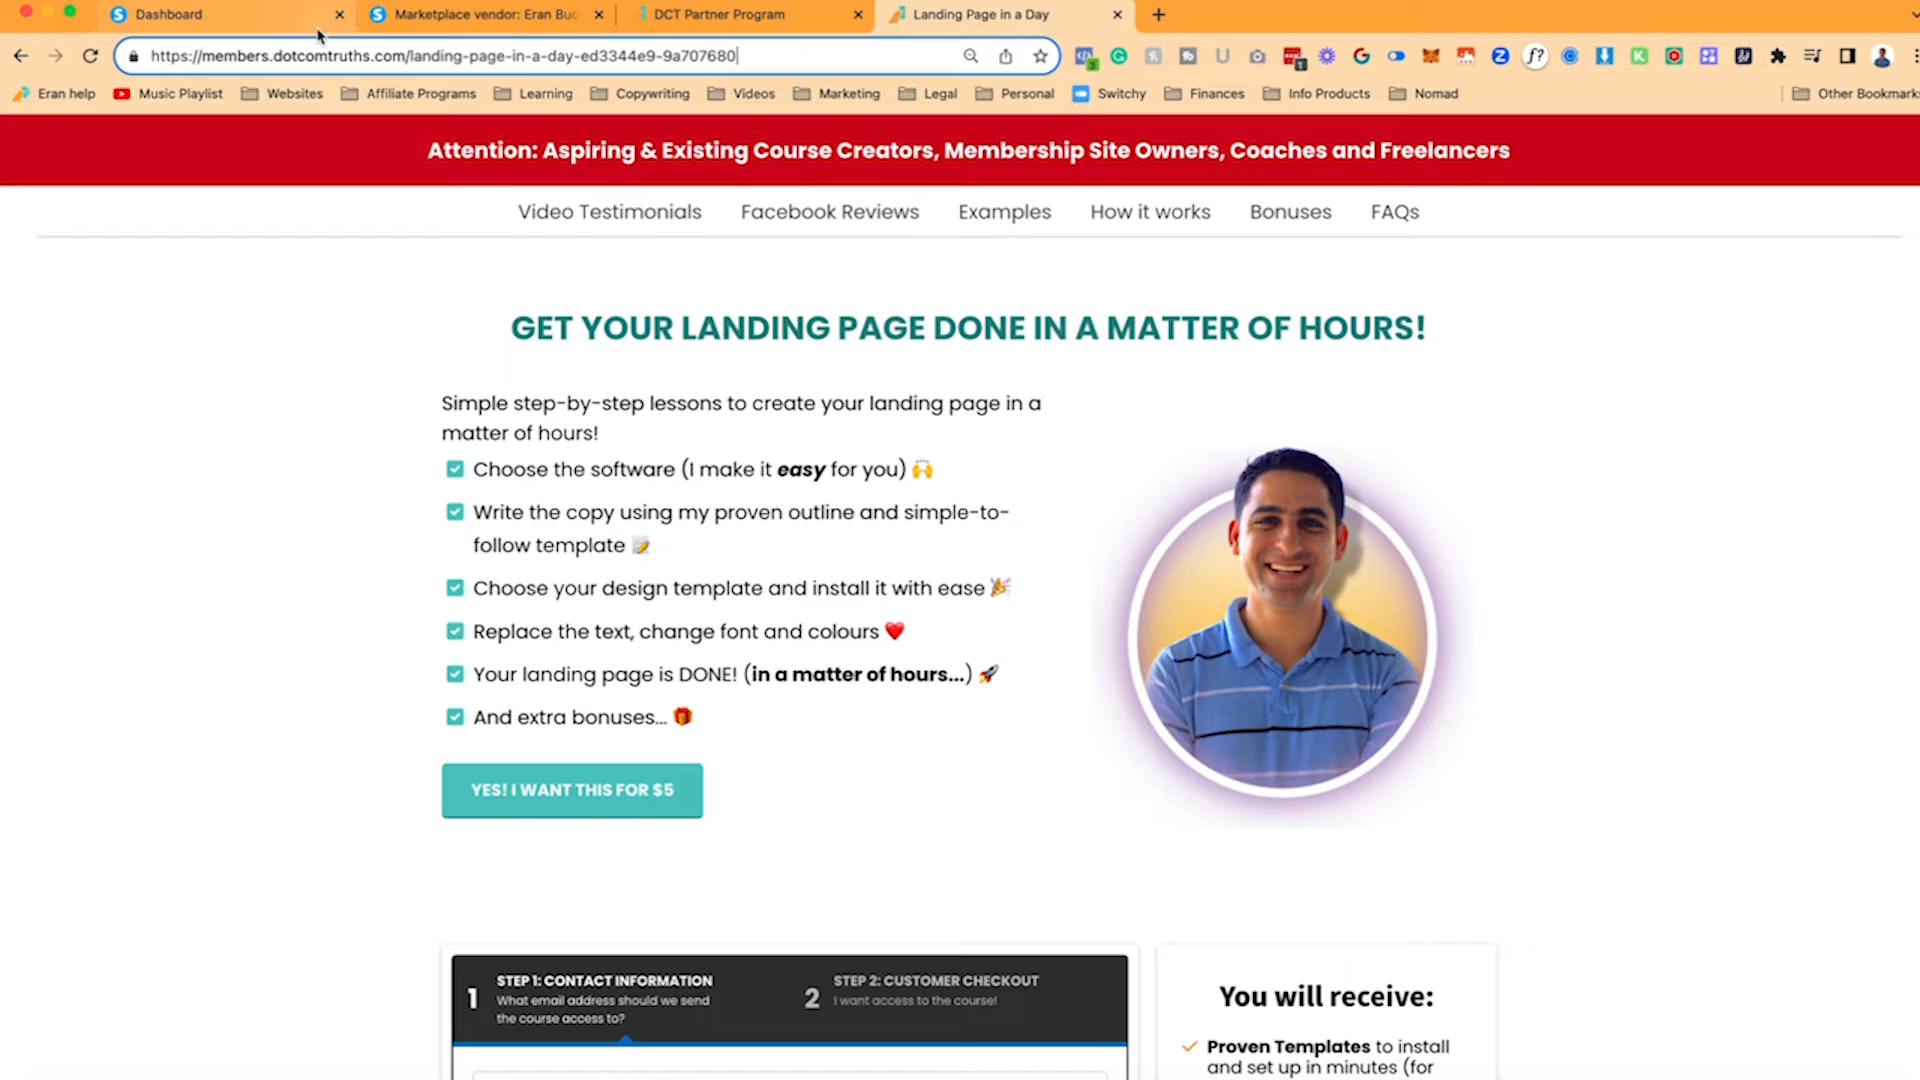 Dashboard
Marketplace vendor: Eran Buc
DCT Partner Program
Landing Page in a Day
https://members.dotcomtruths.com/landing-page-in-a-day-ed3344e9-9a707680
Eran help
Music Playlist
Websites
Affiliate Programs
Learning
Copywriting
Videos
Marketing
Legal
Personal
Switchy
Finances
Info Products
Nomad
Other Bookmarks
Attention: Aspiring & Existing Course Creators, Membership Site Owners, Coaches and Freelancers
Video Testimonials
Facebook Reviews
Examples
How it works
Bonuses
FAQs
GET YOUR LANDING PAGE DONE IN A MATTER OF HOURS!
Simple step-by-step lessons to create your landing page in a
matter of hours!
Choose the software (I make it easy for you) 🙌
Write the copy using my proven outline and simple-to-
follow template 📝
Choose your design template and install it with ease 🎉
Replace the text, change font and colours ❤️
Your landing page is DONE! (in a matter of hours...) 🚀
And extra bonuses... 🎁
YES! I WANT THIS FOR $5
1
STEP 1: CONTACT INFORMATION
What email address should we send
the course access to?
2
STEP 2: CUSTOMER CHECKOUT
I want access to the course!
You will receive:
Proven Templates to install
and set up in minutes (for